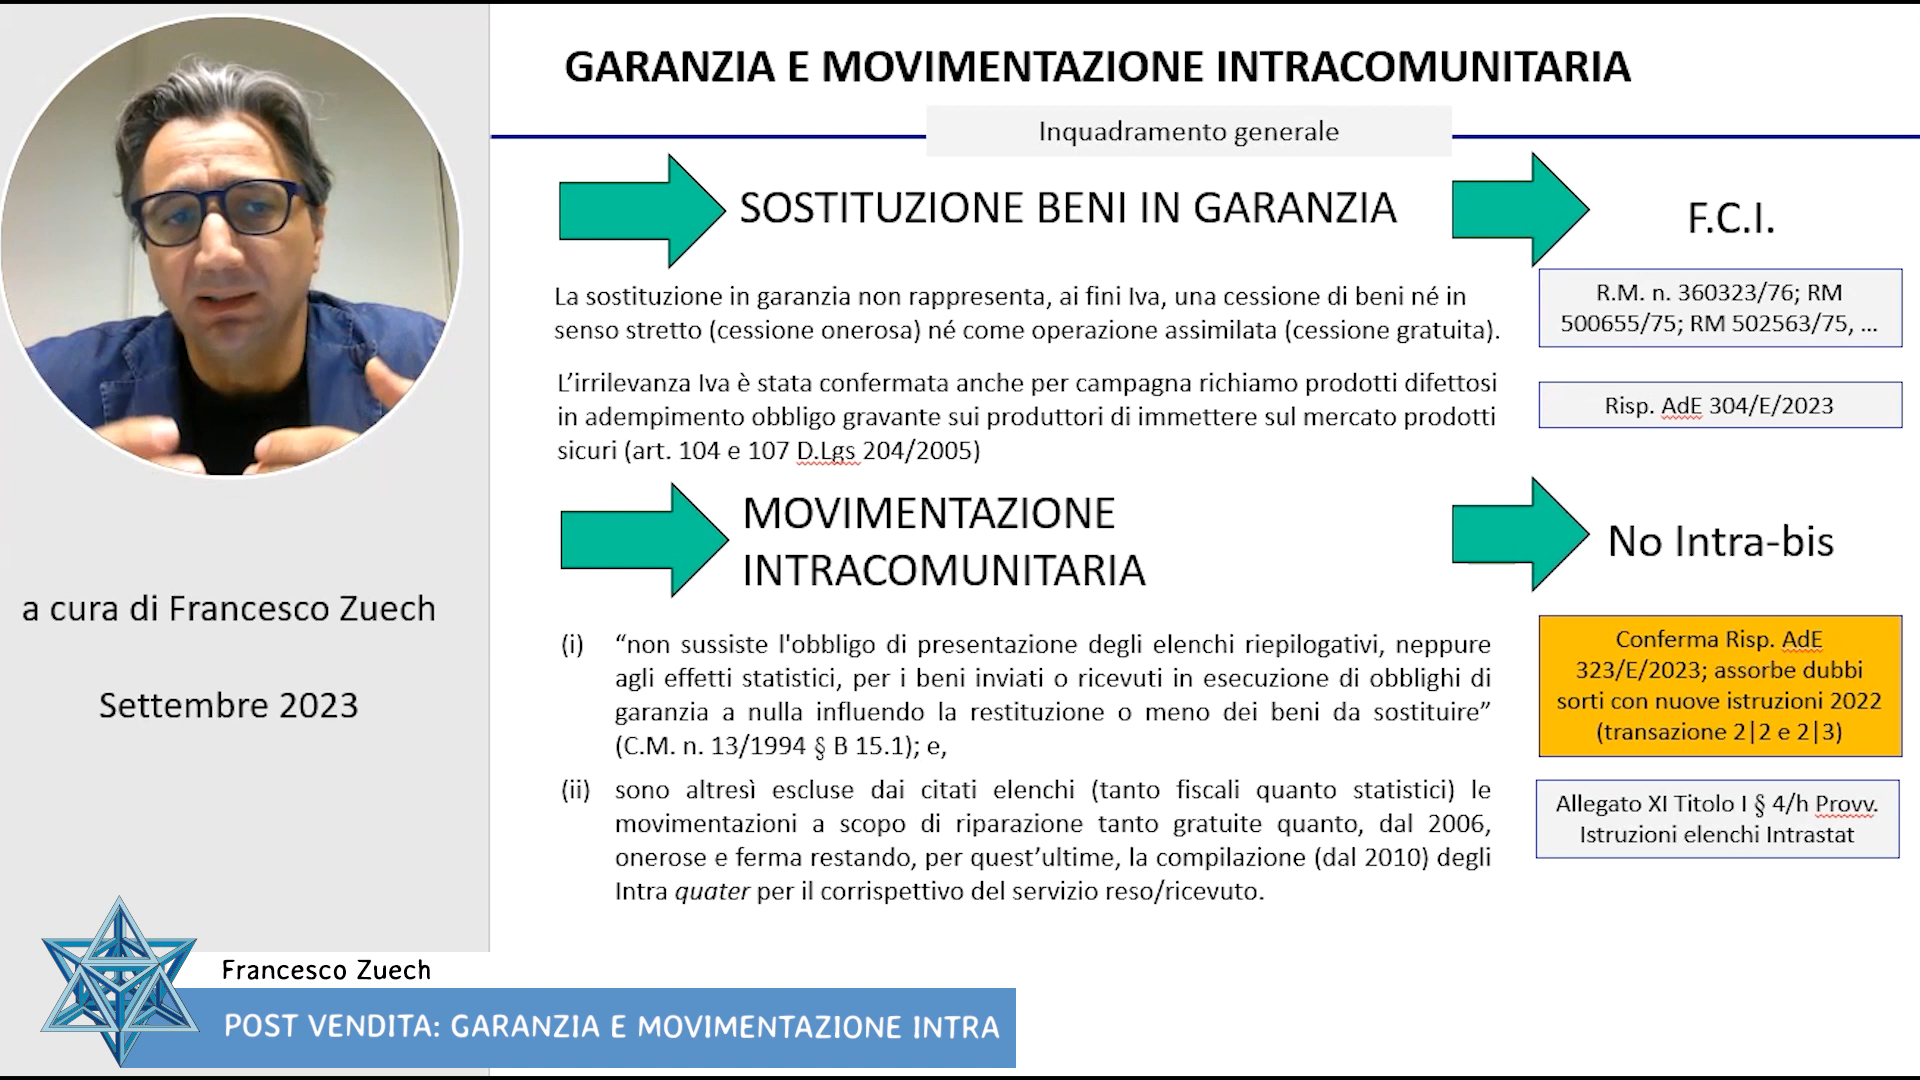 GARANZIA E MOVIMENTAZIONE INTRACOMUNITARIA
Inquadramento generale
SOSTITUZIONE BENI IN GARANZIA
F.C.I.
La sostituzione in garanzia non rappresenta, ai fini Iva, una cessione di beni né in
senso stretto (cessione onerosa) né come operazione assimilata (cessione gratuita).
R.M. n. 360323/76; RM
500655/75; RM 502563/75, ...
L’irrilevanza Iva è stata confermata anche per campagna richiamo prodotti difettosi
in adempimento obbligo gravante sui produttori di immettere sul mercato prodotti
sicuri (art. 104 e 107 D.Lgs 204/2005)
Risp. AdE 304/E/2023
MOVIMENTAZIONE
INTRACOMUNITARIA
No Intra-bis
(i) “non sussiste l'obbligo di presentazione degli elenchi riepilogativi, neppure
agli effetti statistici, per i beni inviati o ricevuti in esecuzione di obblighi di
garanzia a nulla influendo la restituzione o meno dei beni da sostituire”
(C.M. n. 13/1994 § B 15.1); e,
Conferma Risp. AdE
323/E/2023; assorbe dubbi
sorti con nuove istruzioni 2022
(transazione 2|2 e 2|3)
(ii) sono altresì escluse dai citati elenchi (tanto fiscali quanto statistici) le
movimentazioni a scopo di riparazione tanto gratuite quanto, dal 2006,
onerose e ferma restando, per quest’ultime, la compilazione (dal 2010) degli
Intra quater per il corrispettivo del servizio reso/ricevuto.
Allegato XI Titolo I § 4/h Provv.
Istruzioni elenchi Intrastat
a cura di Francesco Zuech
Settembre 2023
Francesco Zuech
POST VENDITA: GARANZIA E MOVIMENTAZIONE INTRA